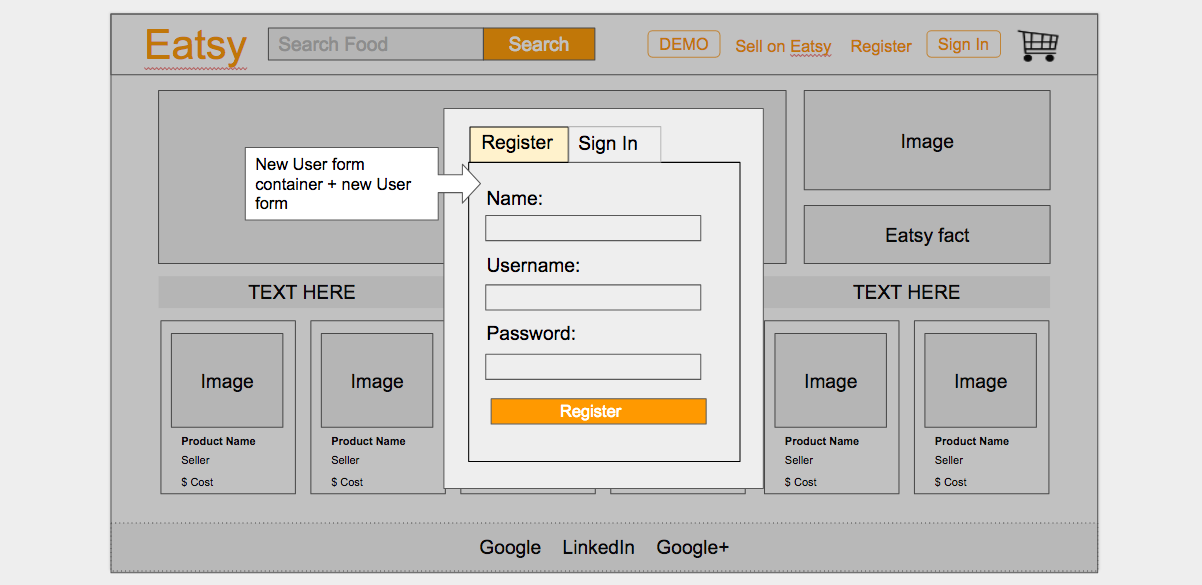 Eatsy
Search Food
Search
DEMO
Sell on Eatsy
Register
Sign In
Register
Sign In
New User form
container + new User
form
Name:
Username:
Password:
Register
Image
Eatsy fact
TEXT HERE
TEXT HERE
Image
Product Name
Seller
$ Cost
Image
Product Name
Seller
$ Cost
Image
Product Name
Seller
$ Cost
Image
Product Name
Seller
$ Cost
Google
LinkedIn
Google+